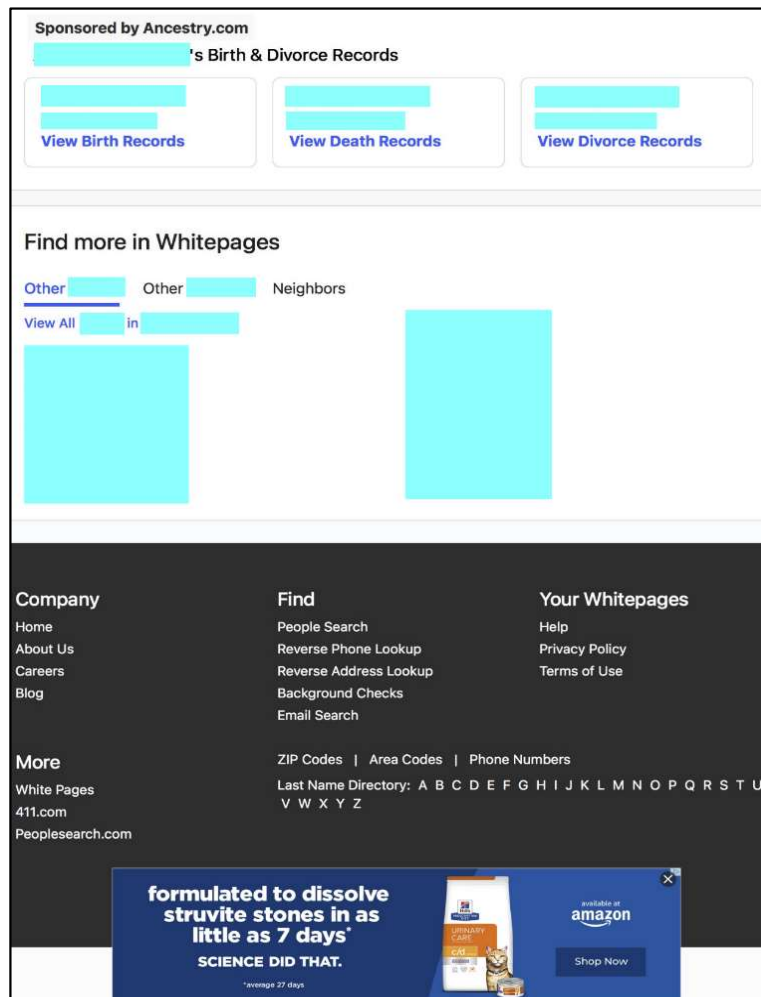 Sponsored by Ancestry.com
's Birth & Divorce Records
View Birth Records
View Death Records
View Divorce Records
Find more in Whitepages
Other Other Neighbors
View All in
Company
Home
About Us
Careers
Blog
Find
People Search
Reverse Phone Lookup
Reverse Address Lookup
Background Checks
Email Search
Your Whitepages
Help
Privacy Policy
Terms of Use
More
White Pages
411.com
Peoplesearch.com
ZIP Codes | Area Codes | Phone Numbers
Last Name Directory: A B C D E F G H I J K L M N O P Q R S T U
V W X Y Z
formulated to dissolve
struvite stones in as
little as 7 days*
SCIENCE DID THAT.
*average 27 days
URINARY
CARE
c/d
available at
amazon
Shop Now